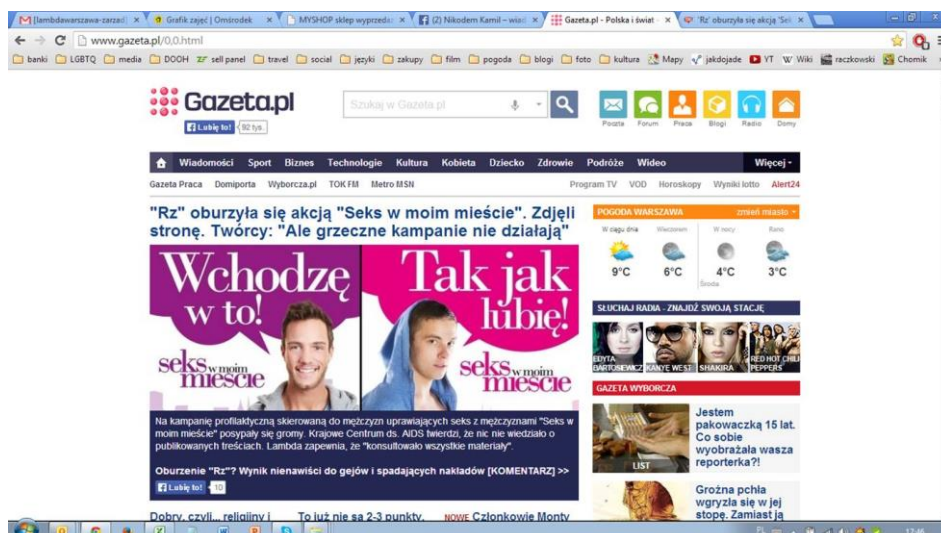 [lambdawarszawa-zarzad]
Grafik zajęć | Ośmiorek
MYSHOP sklep wyprzeda
(2) Nikodem Kamil – wiad
Gazeta.pl - Polska i świat
'Rz' oburzyła się akcją 'Sek
www.gazeta.pl/0,0.html
banki LGBTQ media DOOH sell panel travel social języki zakupy film pogoda blogi foto kultura Mapy jakdojade YT Wiki raczkowski Chomik
Gazeta.pl
Szukaj w Gazeta.pl
Lubię to! 92 tys.
Poczta Forum Praca Blogi Radio Domy
Wiadomości Sport Biznes Technologie Kultura Kobieta Dziecko Zdrowie Podróże Wideo Więcej
Gazeta Praca Domiporta Wyborcza.pl TOK FM Metro MSN Program TV VOD Horoskopy Wyniki lotto Alert24
"Rz" oburzyła się akcją "Seks w moim mieście". Zdjęli
stronę. Twórcy: "Ale grzeczne kampanie nie działają"
Wchodzę
w to!
seks w moim
mieście
Tak jak
lubię!
seks w moim
mieście
Na kampanię profilaktyczną skierowaną do mężczyzn uprawiających seks z mężczyznami "Seks w
moim mieście" posypały się gromy. Krajowe Centrum ds. AIDS twierdzi, że nic nie wiedziało o
publikowanych treściach. Lambda zapewnia, że "konsultowało wszystkie materiały".
Oburzenie "Rz"? Wynik nienawiści do gejów i spadających nakładów [KOMENTARZ] >>
Lubię to! 10
Dobry, czyli... religijny i
To już nie są 2-3 punkty.
NOWE Członkowie Monty
POGODA WARSZAWA zmień miasto
W ciągu dnia Wieczorem W nocy Rano
9°C 6°C 4°C 3°C
Środa
SŁUCHAJ RADIA - ZNAJDŹ SWOJĄ STACJĘ
EDYTA
BARTOSIEWICZ
KANYE WEST
SHAKIRA
RED HOT CHILI
PEPPERS
GAZETA WYBORCZA
LIST
Jestem
pakowaczką 15 lat.
Co sobie
wyobrażała wasza
reporterka?!
Groźna pchła
wgryzła się w jej
stopę. Zamiast ją
PL
17:46